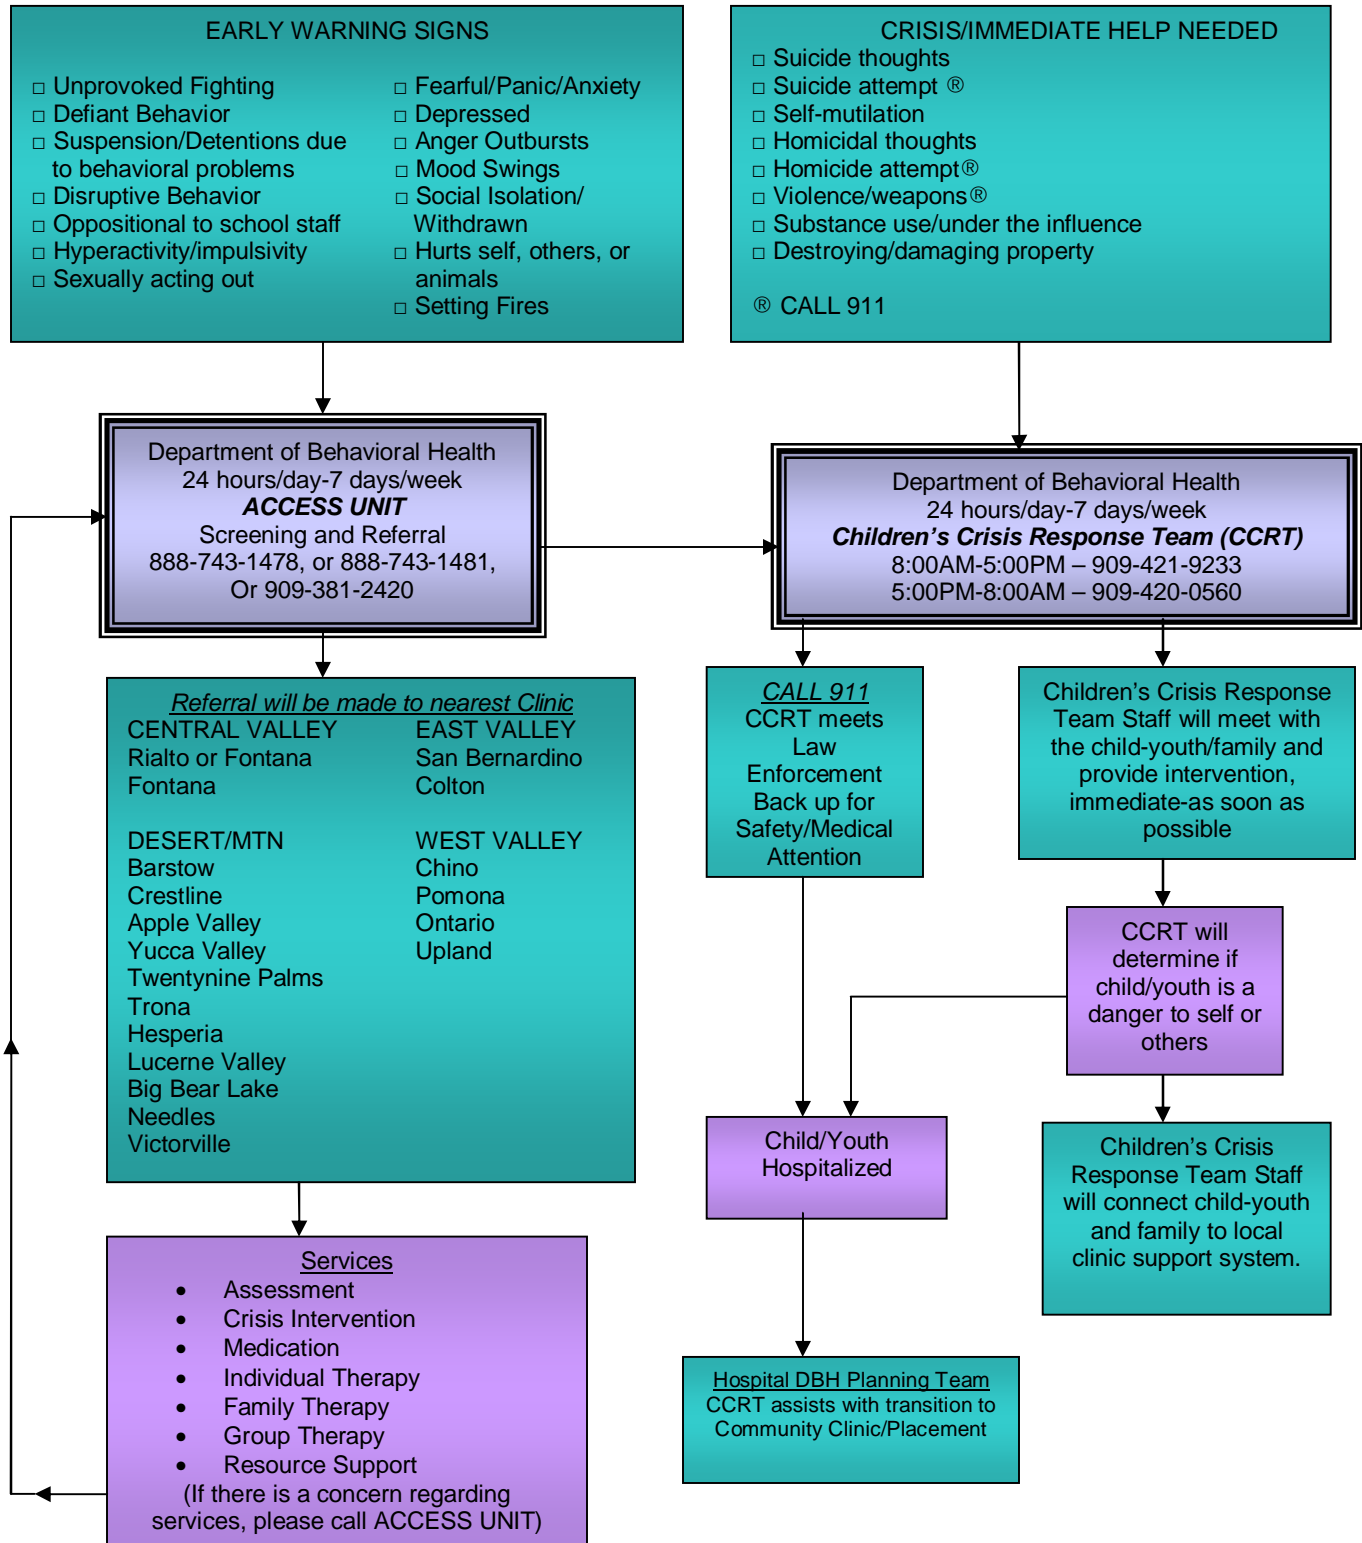 EARLY WARNING SIGNS
□ Unprovoked Fighting
□ Defiant Behavior
□ Suspension/Detentions due
to behavioral problems
□ Disruptive Behavior
□ Oppositional to school staff
□ Hyperactivity/impulsivity
□ Sexually acting out
□ Fearful/Panic/Anxiety
□ Depressed
□ Anger Outbursts
□ Mood Swings
□ Social Isolation/
Withdrawn
□ Hurts self, others, or
animals
□ Setting Fires
CRISIS/IMMEDIATE HELP NEEDED
□ Suicide thoughts
□ Suicide attempt ®
□ Self-mutilation
□ Homicidal thoughts
□ Homicide attempt®
□ Violence/weapons®
□ Substance use/under the influence
□ Destroying/damaging property
® CALL 911
Department of Behavioral Health
24 hours/day-7 days/week
ACCESS UNIT
Screening and Referral
888-743-1478, or 888-743-1481,
Or 909-381-2420
Department of Behavioral Health
24 hours/day-7 days/week
Children's Crisis Response Team (CCRT)
8:00AM-5:00PM – 909-421-9233
5:00PM-8:00AM – 909-420-0560
Referral will be made to nearest Clinic
CENTRAL VALLEY
Rialto or Fontana
Fontana
EAST VALLEY
San Bernardino
Colton
DESERT/MTN
Barstow
Crestline
Apple Valley
Yucca Valley
Twentynine Palms
Trona
Hesperia
Lucerne Valley
Big Bear Lake
Needles
Victorville
WEST VALLEY
Chino
Pomona
Ontario
Upland
CALL 911
CCRT meets
Law
Enforcement
Back up for
Safety/Medical
Attention
Children's Crisis Response
Team Staff will meet with
the child-youth/family and
provide intervention,
immediate-as soon as
possible
CCRT will
determine if
child/youth is a
danger to self or
others
Child/Youth
Hospitalized
Children's Crisis
Response Team Staff
will connect child-youth
and family to local
clinic support system.
Services
• Assessment
• Crisis Intervention
• Medication
• Individual Therapy
• Family Therapy
• Group Therapy
• Resource Support
(If there is a concern regarding
services, please call ACCESS UNIT)
Hospital DBH Planning Team
CCRT assists with transition to
Community Clinic/Placement